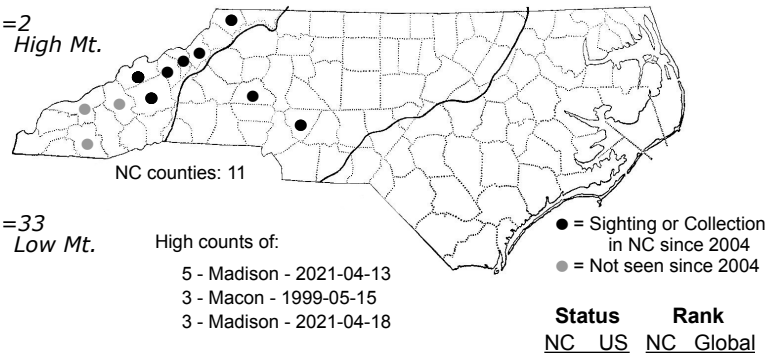 =2
High Mt.
NC counties: 11
=33
Low Mt.
High counts of:
5 - Madison - 2021-04-13
3 - Macon - 1999-05-15
3 - Madison - 2021-04-18
= Sighting or Collection
in NC since 2004
= Not seen since 2004
Status Rank
NC US NC Global